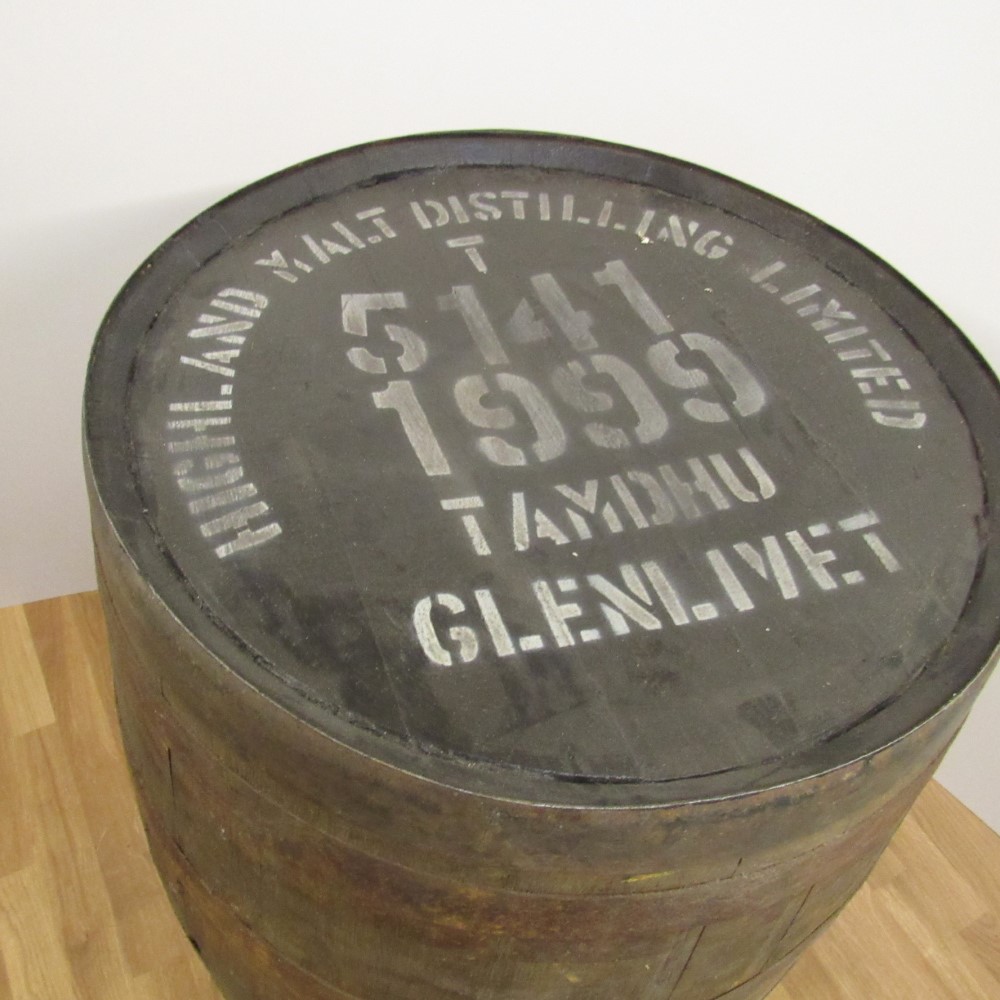 HIGHLAND MALT DISTILLING LIMITED
T
5141
1999
TAMDHU
GLENLIVET